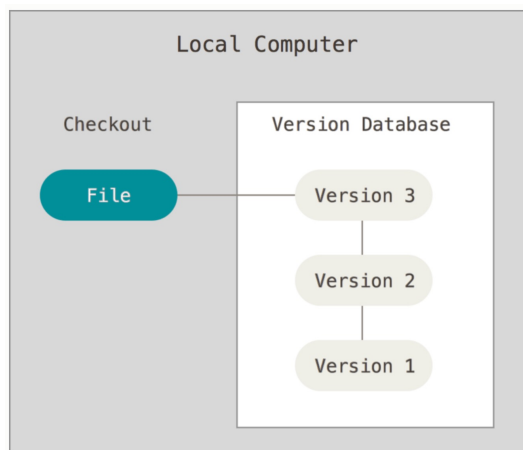 Local Computer
Checkout
Version Database
File
Version 3
Version 2
Version 1